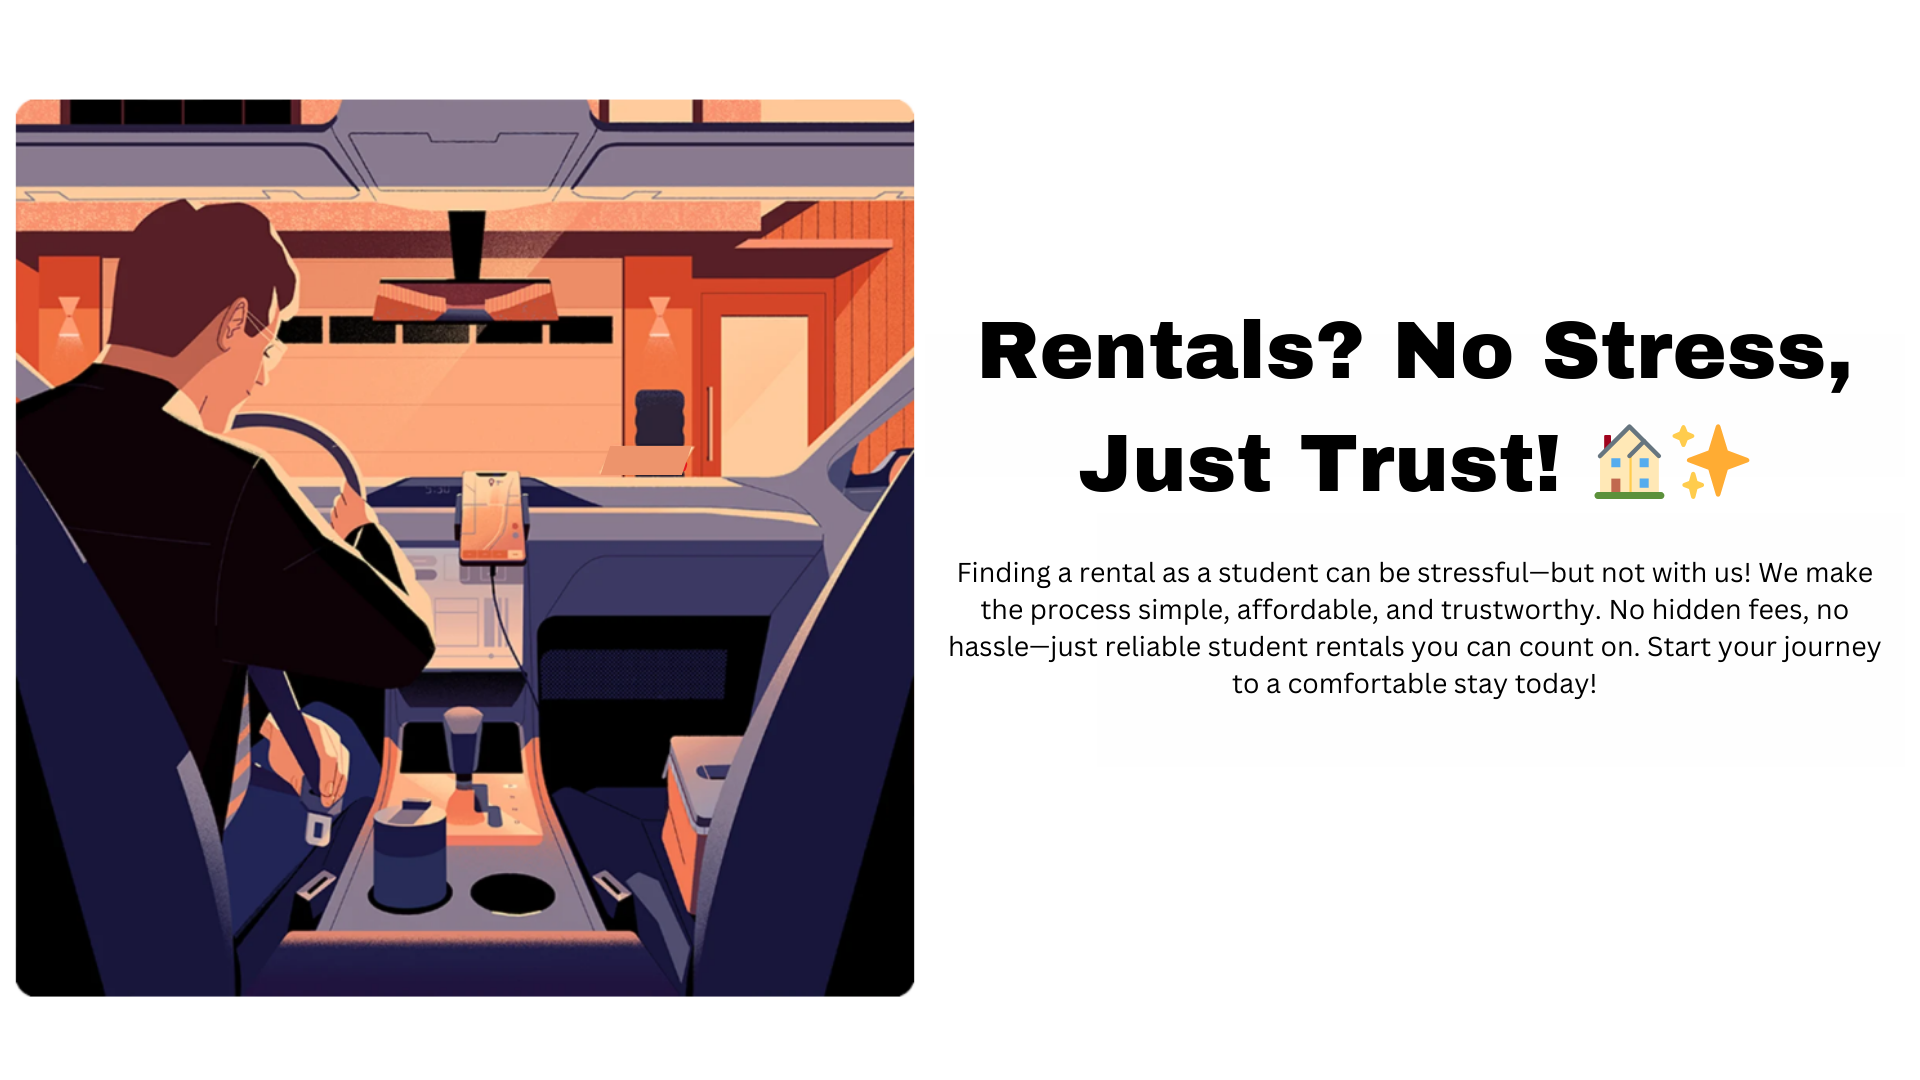 Rentals? No Stress,
Just Trust! 🏠✨
Finding a rental as a student can be stressful—but not with us! We make
the process simple, affordable, and trustworthy. No hidden fees, no
hassle—just reliable student rentals you can count on. Start your journey
to a comfortable stay today!